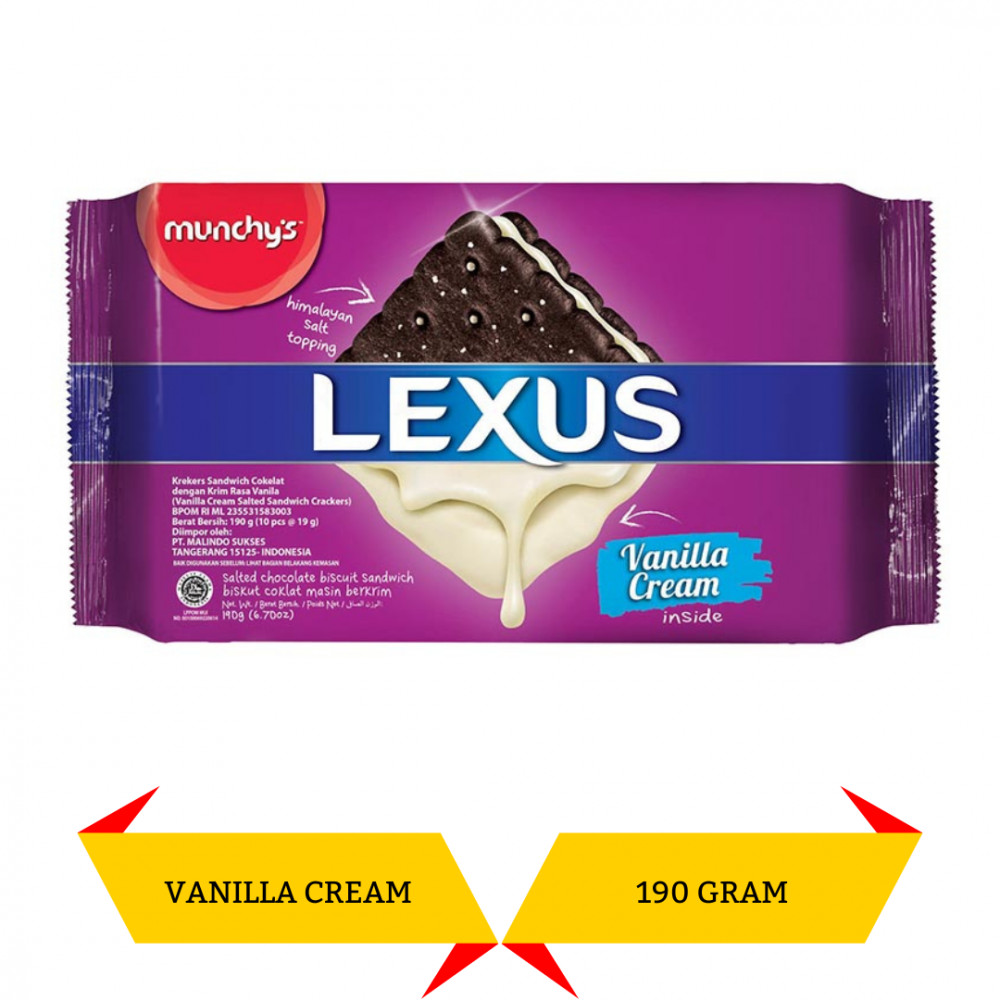 munchy's
himalayan
salt
topping
LEXUS
Krekers Sandwich Cokelat
dengan Krim Rasa Vanila
(Vanilla Cream Salted Sandwich Crackers)
BPOM RI ML 235531583003
Berat Bersih: 190 g (10 pcs @ 19 g)
Diimpor oleh:
PT. MALINDO SUKSES
TANGERANG 15125- INDONESIA
BAIK DIGUNAKAN SEBELUM: LIHAT BAGIAN BELAKANG KEMASAN
salted chocolate biscuit sandwich
biskut coklat masin berkrim
Net. Wt. / Berat Bersih. / Poids Net / الوزن الصافي:
190g (6.70oz)
Vanilla
Cream
inside
VANILLA CREAM
190 GRAM